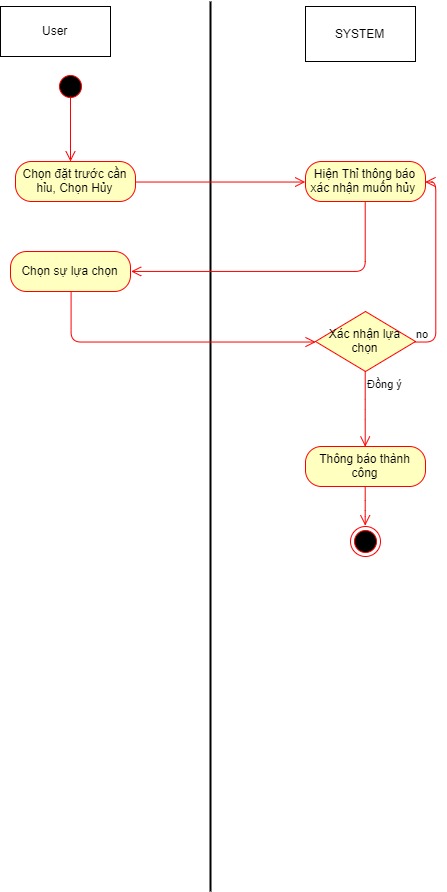 User
SYSTEM
Chọn đặt trước cần
hỉu, Chọn Hủy
Hiện Thỉ thông báo
xác nhận muốn hủy
Chọn sự lựa chọn
Xác nhận lựa
chọn
no
Đồng ý
Thông báo thành
công